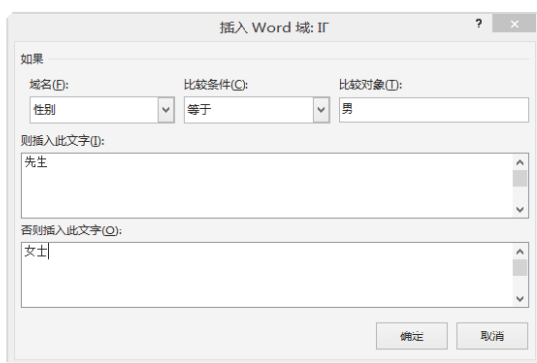 插入 Word 域: IF
如果
域名(F): 比较条件(C): 比较对象(T):
性别 等于 男
则插入此文字(I):
先生
否则插入此文字(O):
女士
确定 取消